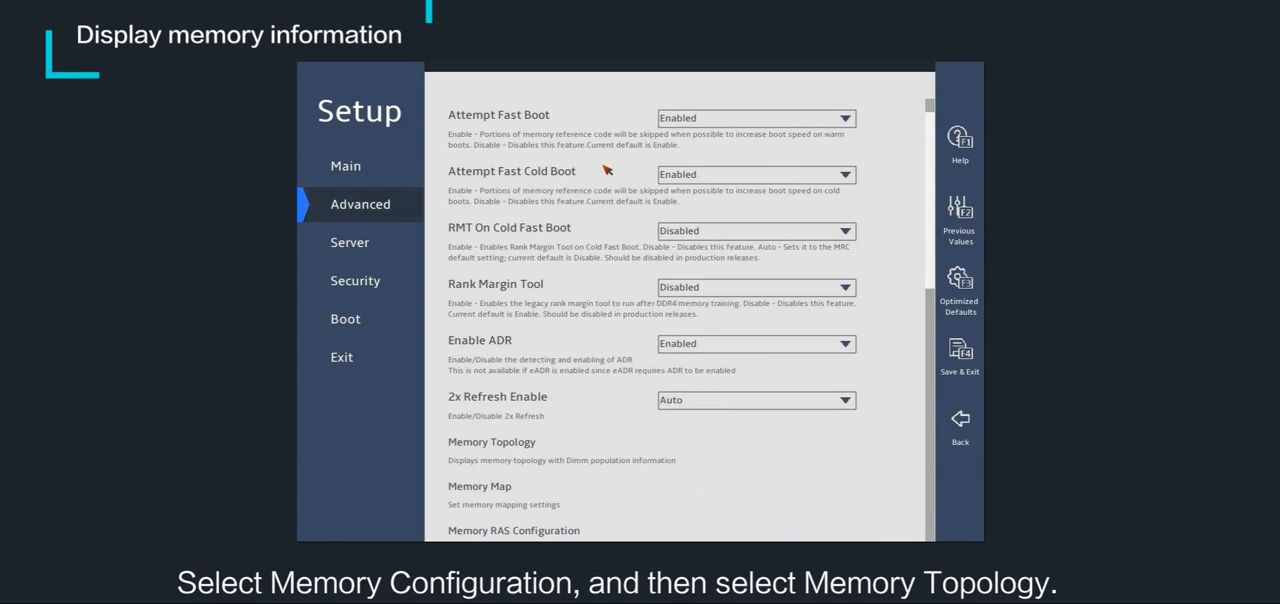 Display memory information
Setup
Main
Advanced
Server
Security
Boot
Exit
Attempt Fast Boot
Enabled
Enable - Portions of memory reference code will be skipped when possible to increase boot speed on warm
boots. Disable - Disables this feature.Current default is Enable.
Attempt Fast Cold Boot
Enabled
Enable - Portions of memory reference code will be skipped when possible to increase boot speed on cold
boots. Disable - Disables this feature.Current default is Enable.
RMT On Cold Fast Boot
Disabled
Enable - Enables Rank Margin Tool on Cold Fast Boot. Disable - Disables this feature. Auto - Sets it to the MRC
default setting; current default is Disable. Should be disabled in production releases.
Rank Margin Tool
Disabled
Enable - Enables the legacy rank margin tool to run after DDR4 memory training. Disable - Disables this feature.
Current default is Enable. Should be disabled in production releases.
Enable ADR
Enabled
Enable/Disable the detecting and enabling of ADR
This is not available if eADR is enabled since eADR requires ADR to be enabled
2x Refresh Enable
Auto
Enable/Disable 2x Refresh
Memory Topology
Displays memory topology with Dimm population information
Memory Map
Set memory mapping settings
Memory RAS Configuration
F1
Help
F2
Previous
Values
F3
Optimized
Defaults
F4
Save & Exit
Back
Select Memory Configuration, and then select Memory Topology.